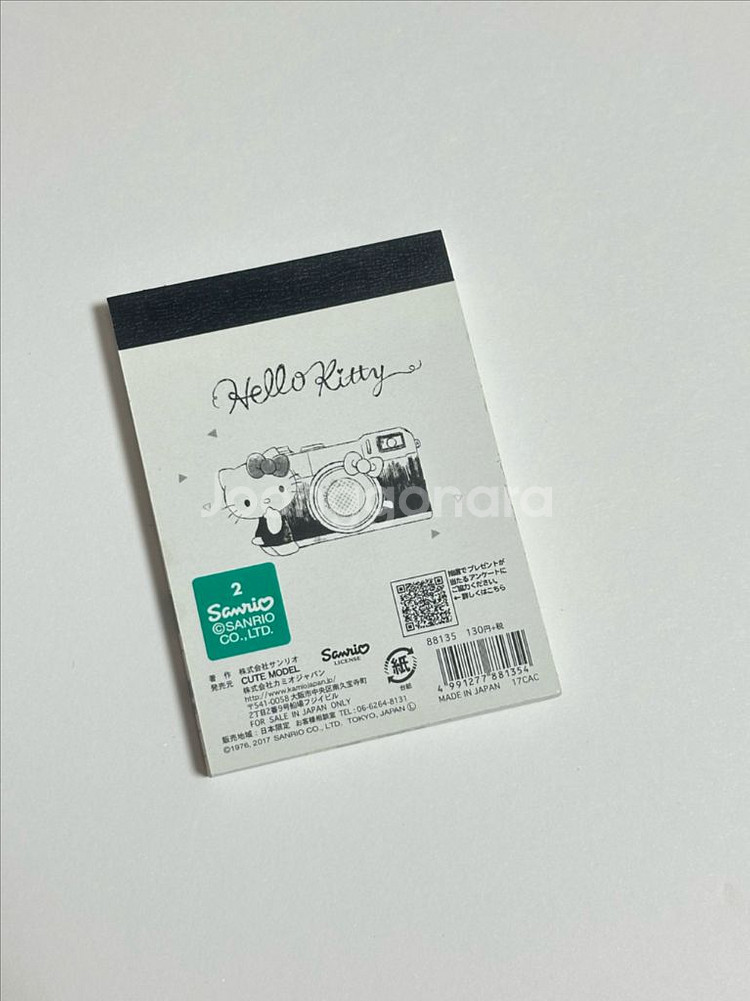 Hello Kitty
Joonggonara
2
Sanrio
©SANRIO
CO., LTD.
抽選でプレゼントが
当たるアンケートに
ご協力ください。
←詳しくはこちら
88135 130円+税
著作 株式会社サンリオ
発売元 CUTE MODEL
株式会社カミオジャパン
http://www.kamiojapan.jp/
〒541-0058 大阪市中央区南久宝寺町
2丁目2番9号船場フジイビル
FOR SALE IN JAPAN ONLY
お客様相談室 TEL: 06-6264-8131
販売地域:日本限定
©1976, 2017 SANRIO CO., LTD. TOKYO, JAPAN Ⓛ
Sanrio
LICENSE
紙
台紙
4 991277 881354
MADE IN JAPAN 17CAC